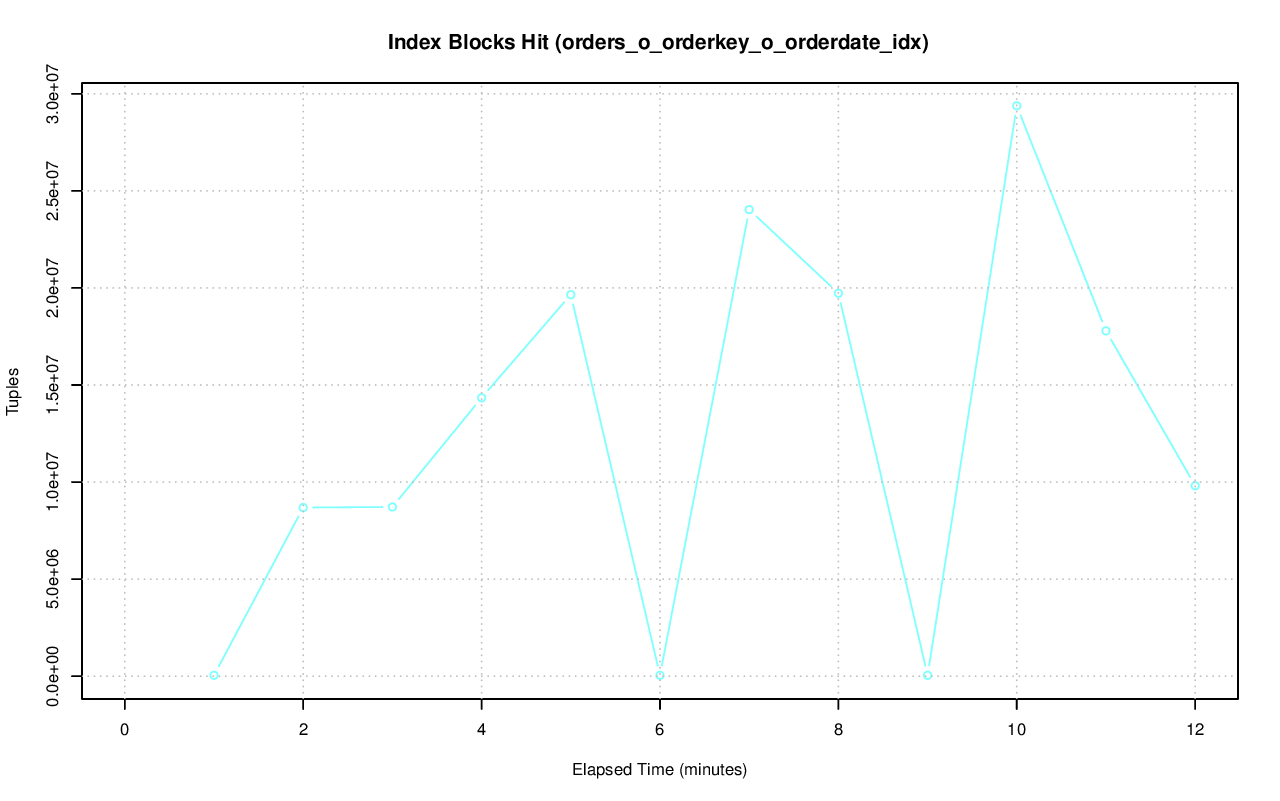 Index Blocks Hit (orders_o_orderkey_o_orderdate_idx)
3.0e+07
2.5e+07
2.0e+07
1.5e+07
1.0e+07
5.0e+06
0.0e+00
Tuples
0 2 4 6 8 10 12
Elapsed Time (minutes)